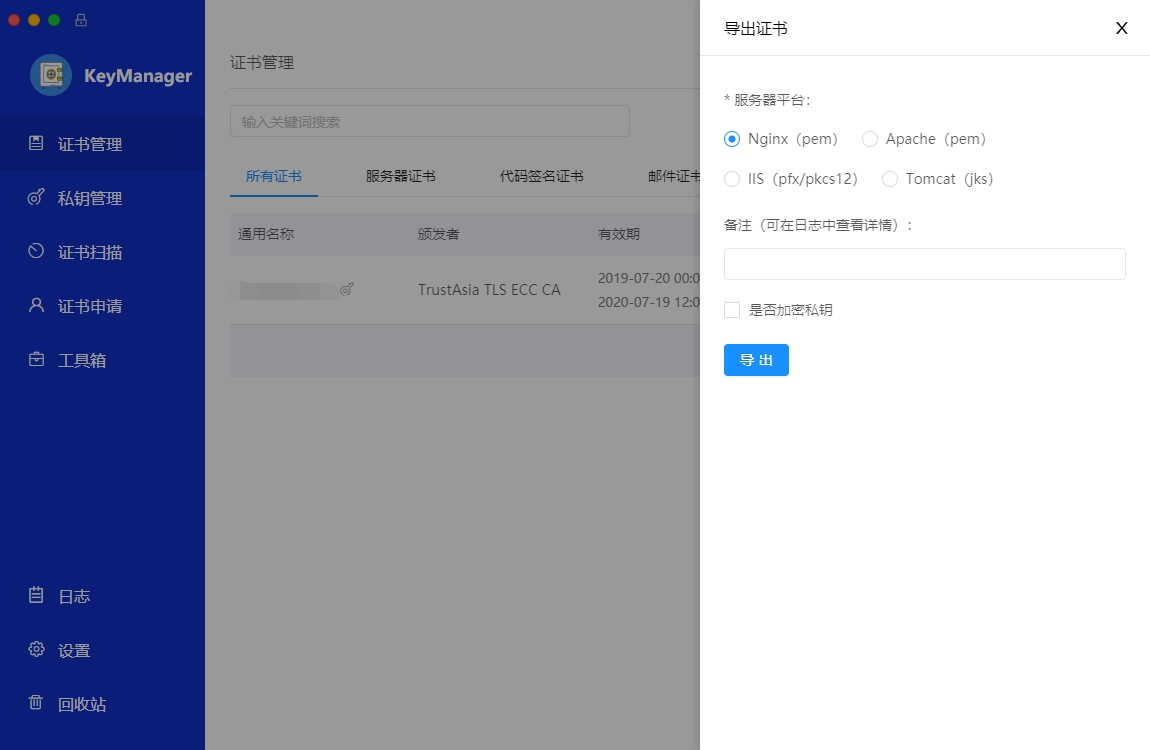 KeyManager
证书管理
私钥管理
证书扫描
证书申请
工具箱
日志
设置
回收站
证书管理
输入关键词搜索
所有证书 服务器证书 代码签名证书 邮件证书
通用名称 颁发者 有效期
TrustAsia TLS ECC CA
2019-07-20 00:0
2020-07-19 12:0
导出证书 X
* 服务器平台:
Nginx（pem） Apache（pem）
IIS（pfx/pkcs12） Tomcat（jks）
备注（可在日志中查看详情）:
是否加密私钥
导 出